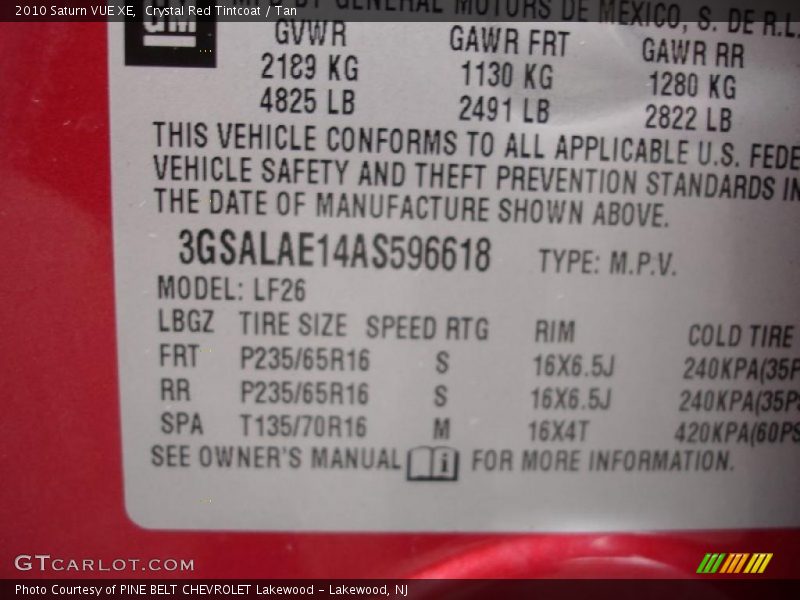 2010 Saturn VUE XE, Crystal Red Tintcoat / Tan
GM
GENERAL MOTORS DE MEXICO, S. DE R.L.
GVWR GAWR FRT GAWR RR
2189 KG 1130 KG 1280 KG
4825 LB 2491 LB 2822 LB
THIS VEHICLE CONFORMS TO ALL APPLICABLE U.S. FEDE
VEHICLE SAFETY AND THEFT PREVENTION STANDARDS IN
THE DATE OF MANUFACTURE SHOWN ABOVE.
3GSALAE14AS596618 TYPE: M.P.V.
MODEL: LF26
LBGZ TIRE SIZE SPEED RTG RIM COLD TIRE
FRT P235/65R16 S 16X6.5J 240KPA(35P
RR P235/65R16 S 16X6.5J 240KPA(35PS
SPA T135/70R16 M 16X4T 420KPA(60PS
SEE OWNER'S MANUAL i FOR MORE INFORMATION.
GTCARLOT.COM
Photo Courtesy of PINE BELT CHEVROLET Lakewood - Lakewood, NJ